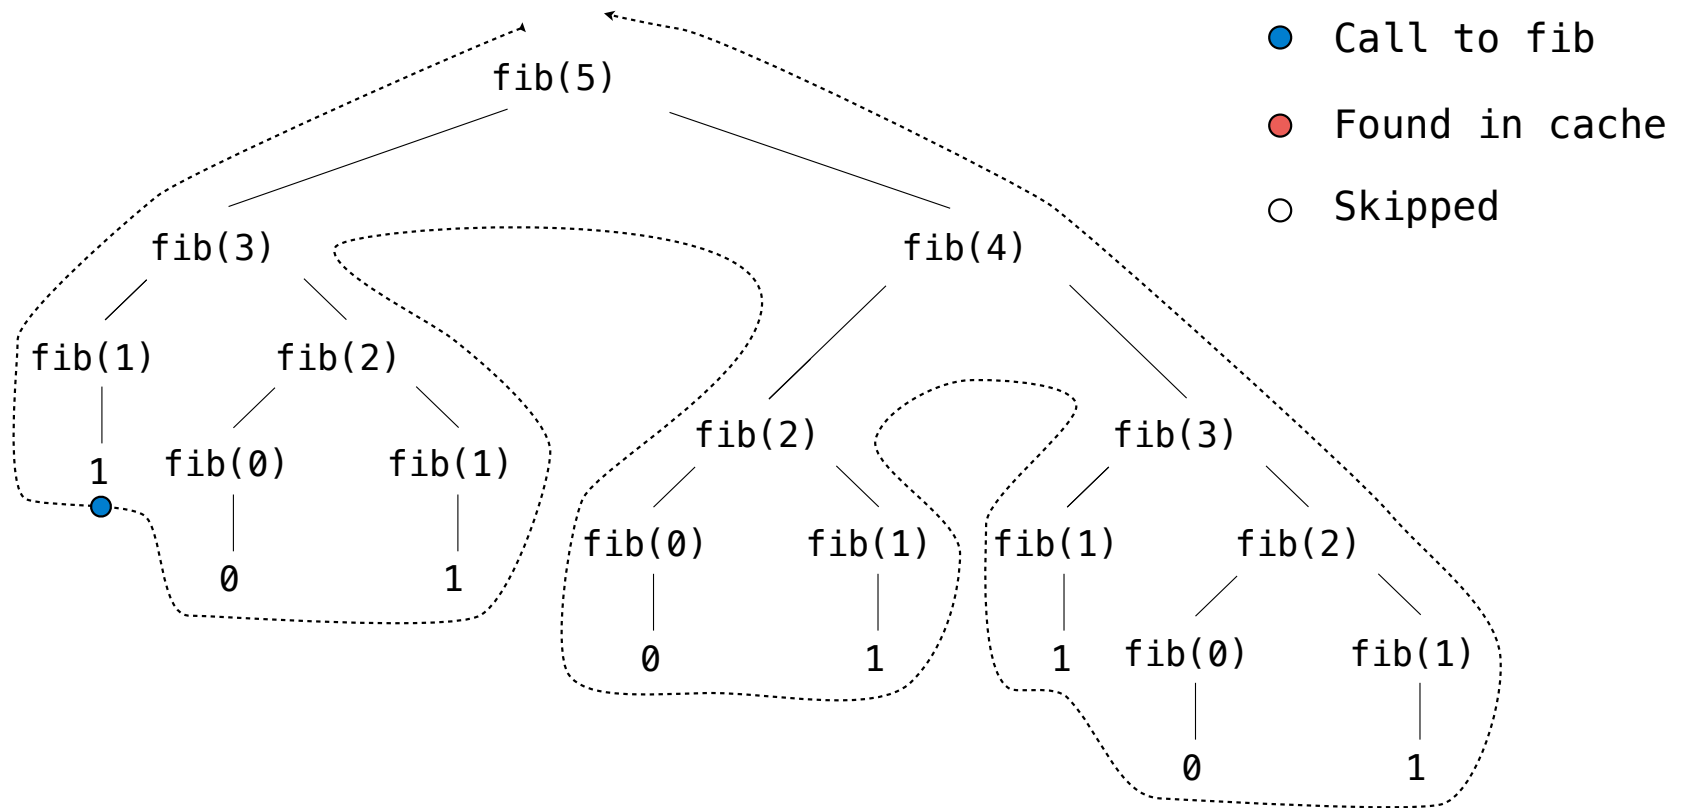 Call to fib
fib(5)
Found in cache
Skipped
fib(3) fib(4)
fib(1) fib(2)
fib(2) fib(3)
1 fib(0) fib(1)
fib(0) fib(1) fib(1) fib(2)
0 1
0 1 1 fib(0) fib(1)
0 1